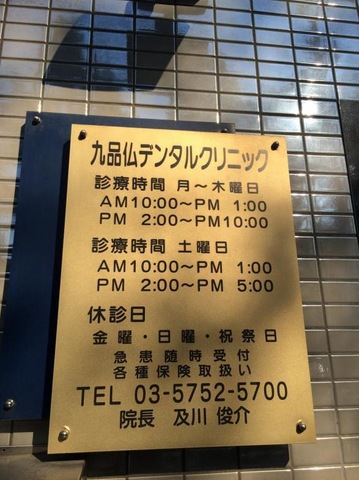 九品仏デンタルクリニック
診療時間 月〜木曜日
AM10:00〜PM 1:00
PM 2:00〜PM10:00
診療時間 土曜日
AM10:00〜PM 1:00
PM 2:00〜PM 5:00
休診日
金曜・日曜・祝祭日
急患随時受付
各種保険取扱い
TEL 03-5752-5700
院長 及川 俊介